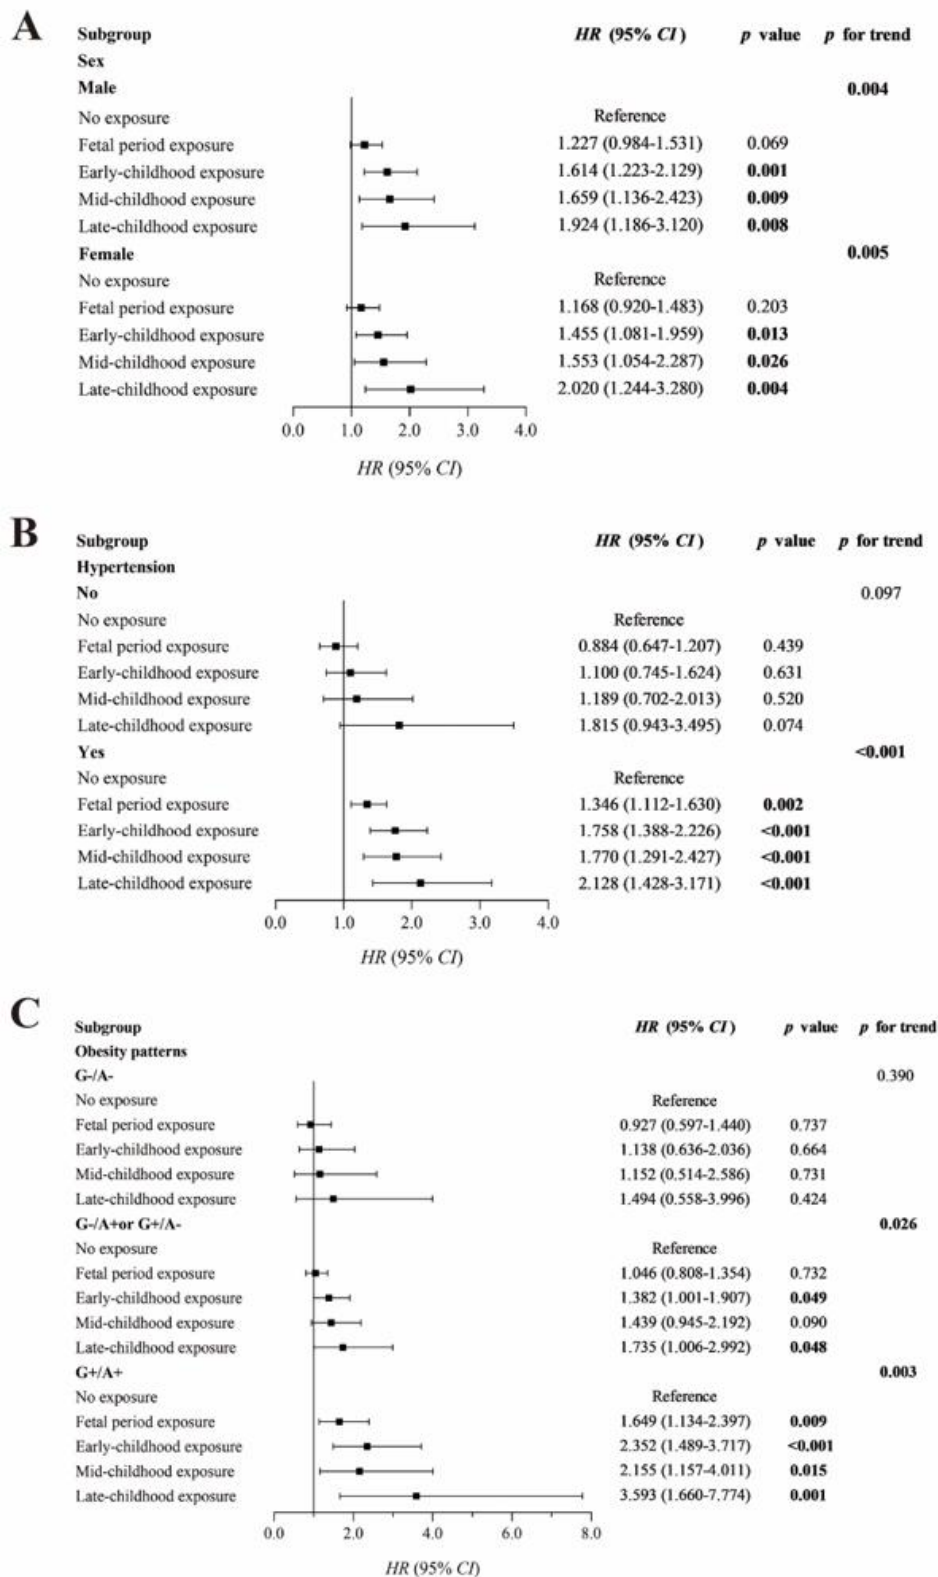 A
Subgroup HR (95% CI) p value p for trend
Sex
Male 0.004
No exposure Reference
Fetal period exposure 1.227 (0.984-1.531) 0.069
Early-childhood exposure 1.614 (1.223-2.129) 0.001
Mid-childhood exposure 1.659 (1.136-2.423) 0.009
Late-childhood exposure 1.924 (1.186-3.120) 0.008
Female 0.005
No exposure Reference
Fetal period exposure 1.168 (0.920-1.483) 0.203
Early-childhood exposure 1.455 (1.081-1.959) 0.013
Mid-childhood exposure 1.553 (1.054-2.287) 0.026
Late-childhood exposure 2.020 (1.244-3.280) 0.004
0.0 1.0 2.0 3.0 4.0
HR (95% CI)
B
Subgroup HR (95% CI) p value p for trend
Hypertension
No 0.097
No exposure Reference
Fetal period exposure 0.884 (0.647-1.207) 0.439
Early-childhood exposure 1.100 (0.745-1.624) 0.631
Mid-childhood exposure 1.189 (0.702-2.013) 0.520
Late-childhood exposure 1.815 (0.943-3.495) 0.074
Yes <0.001
No exposure Reference
Fetal period exposure 1.346 (1.112-1.630) 0.002
Early-childhood exposure 1.758 (1.388-2.226) <0.001
Mid-childhood exposure 1.770 (1.291-2.427) <0.001
Late-childhood exposure 2.128 (1.428-3.171) <0.001
0.0 1.0 2.0 3.0 4.0
HR (95% CI)
C
Subgroup HR (95% CI) p value p for trend
Obesity patterns
G-/A- 0.390
No exposure Reference
Fetal period exposure 0.927 (0.597-1.440) 0.737
Early-childhood exposure 1.138 (0.636-2.036) 0.664
Mid-childhood exposure 1.152 (0.514-2.586) 0.731
Late-childhood exposure 1.494 (0.558-3.996) 0.424
G-/A+or G+/A- 0.026
No exposure Reference
Fetal period exposure 1.046 (0.808-1.354) 0.732
Early-childhood exposure 1.382 (1.001-1.907) 0.049
Mid-childhood exposure 1.439 (0.945-2.192) 0.090
Late-childhood exposure 1.735 (1.006-2.992) 0.048
G+/A+ 0.003
No exposure Reference
Fetal period exposure 1.649 (1.134-2.397) 0.009
Early-childhood exposure 2.352 (1.489-3.717) <0.001
Mid-childhood exposure 2.155 (1.157-4.011) 0.015
Late-childhood exposure 3.593 (1.660-7.774) 0.001
0.0 2.0 4.0 6.0 8.0
HR (95% CI)